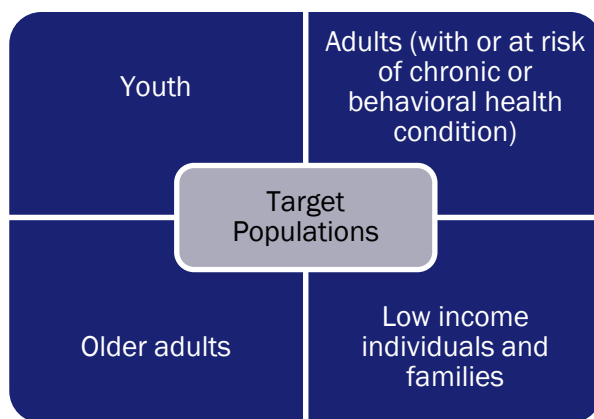 Youth
Adults (with or at risk
of chronic or
behavioral health
condition)
Target
Populations
Older adults
Low income
individuals and
families